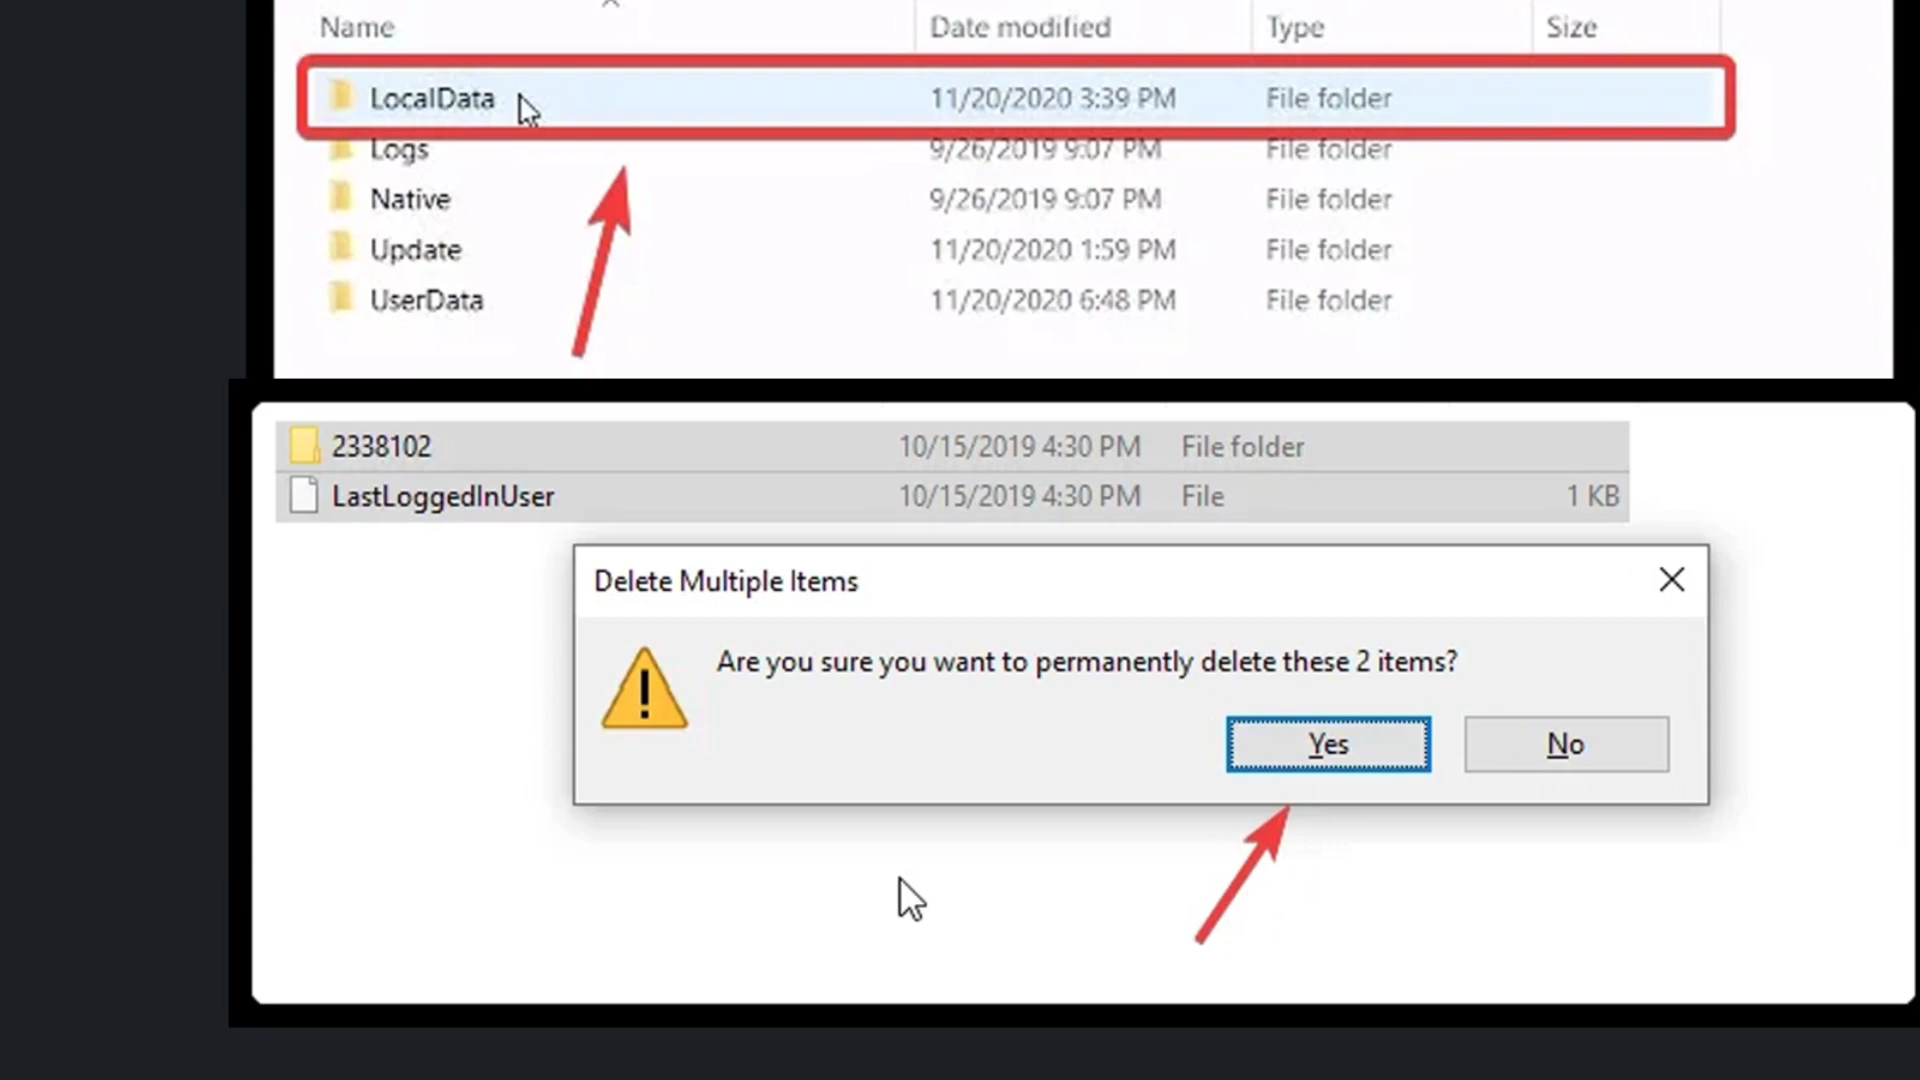 Name Date modified Type Size
LocalData 11/20/2020 3:39 PM File folder
Logs 9/26/2019 9:07 PM File folder
Native 9/26/2019 9:07 PM File folder
Update 11/20/2020 1:59 PM File folder
UserData 11/20/2020 6:48 PM File folder
2338102 10/15/2019 4:30 PM File folder
LastLoggedInUser 10/15/2019 4:30 PM File 1 KB
Delete Multiple Items
Are you sure you want to permanently delete these 2 items?
Yes No